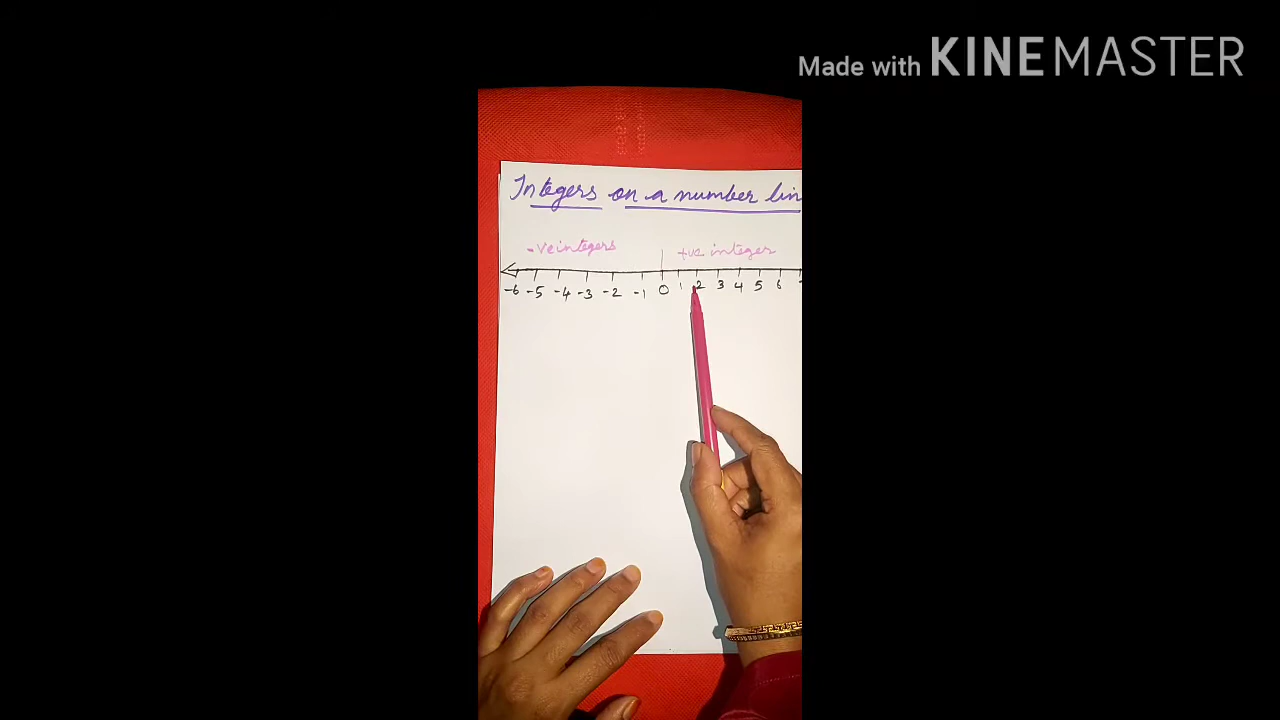 Made with KINEMASTER
Integers on a number lin
-ve integers +ve integer
-6 -5 -4 -3 -2 -1 0 1 2 3 4 5 6